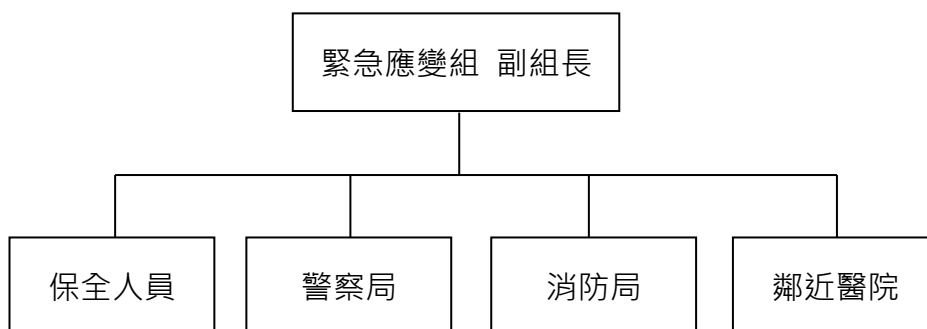 緊急應變組 副組長
保全人員
警察局
消防局
鄰近醫院